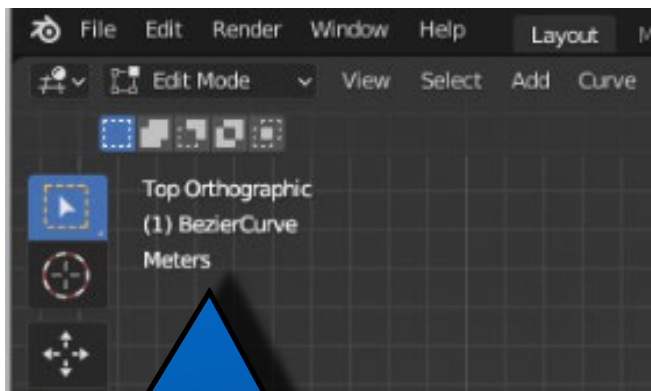 File Edit Render Window Help Layout
Edit Mode View Select Add Curve
Top Orthographic
(1) BezierCurve
Meters